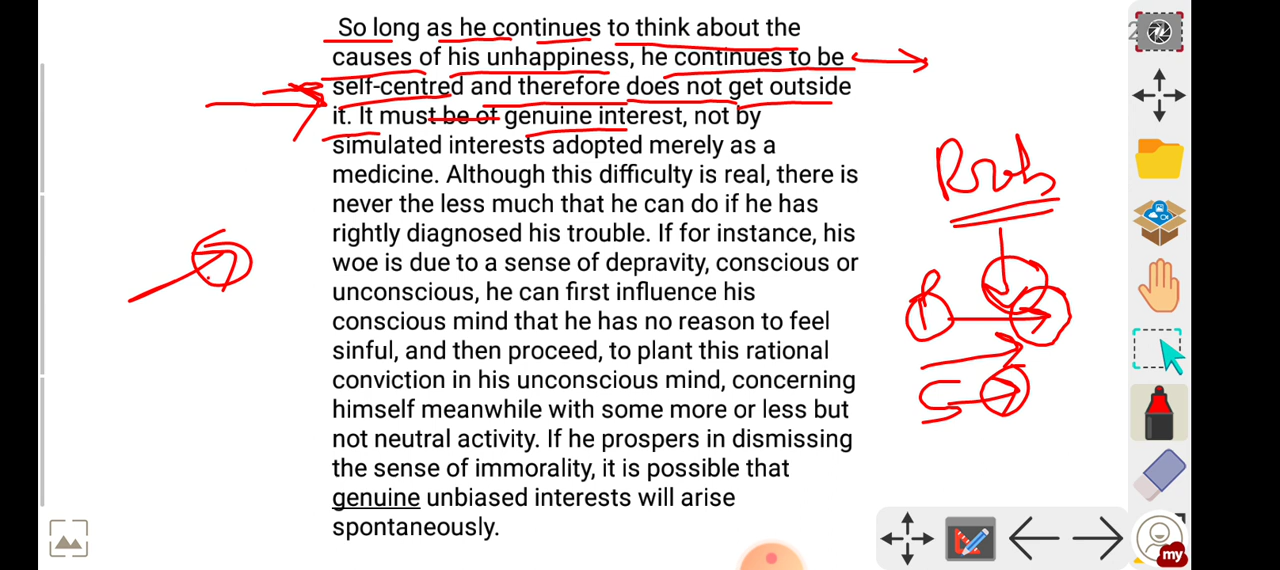 So long as he continues to think about the
causes of his unhappiness, he continues to be
self-centred and therefore does not get outside
it. It must be of genuine interest, not by
simulated interests adopted merely as a
medicine. Although this difficulty is real, there is
never the less much that he can do if he has
rightly diagnosed his trouble. If for instance, his
woe is due to a sense of depravity, conscious or
unconscious, he can first influence his
conscious mind that he has no reason to feel
sinful, and then proceed, to plant this rational
conviction in his unconscious mind, concerning
himself meanwhile with some more or less but
not neutral activity. If he prospers in dismissing
the sense of immorality, it is possible that
genuine unbiased interests will arise
spontaneously.
my